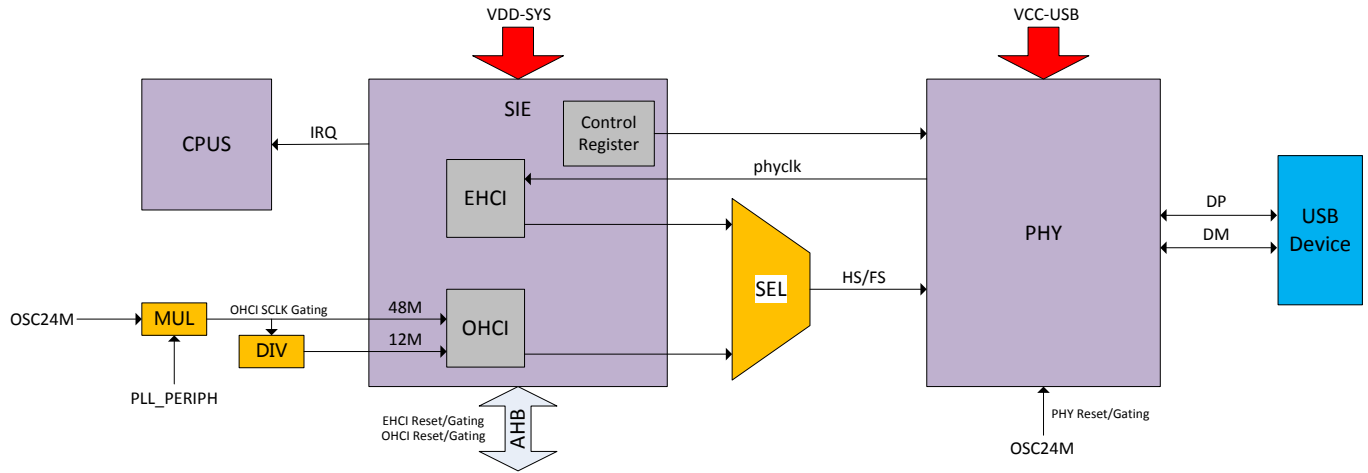 VDD-SYS
VCC-USB
SIE
CPUS
IRQ
Control
Register
phyclk
EHCI
PHY
DP
DM
USB
Device
SEL
HS/FS
OSC24M
MUL
OHCI SCLK Gating
48M
OHCI
DIV
12M
PLL_PERIPH
EHCI Reset/Gating
OHCI Reset/Gating
AHB
PHY Reset/Gating
OSC24M